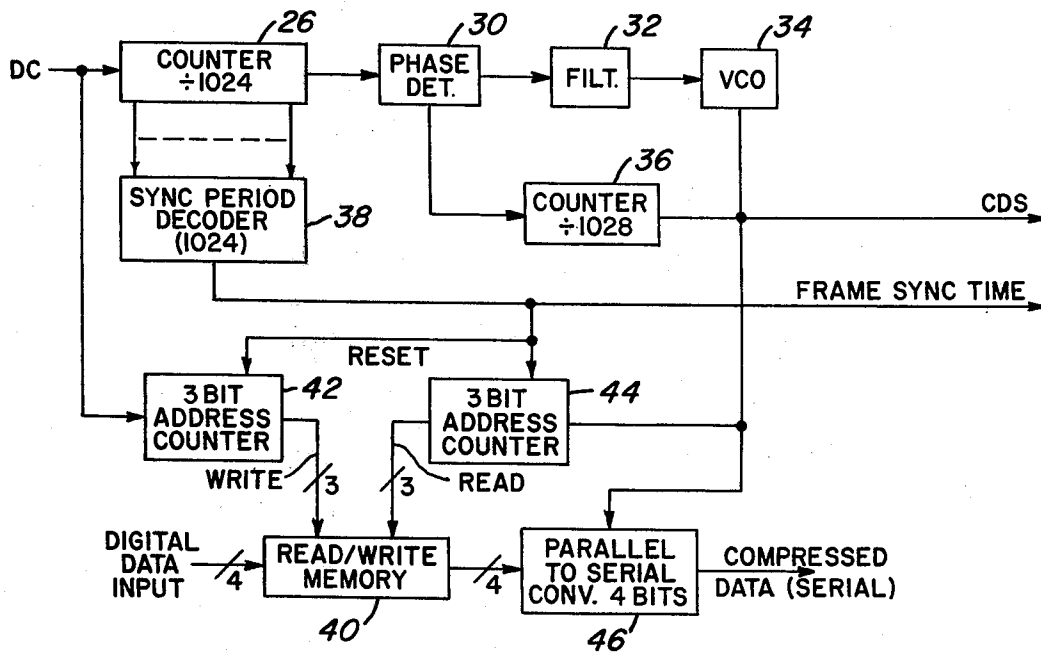 26
30
32
34
DC
COUNTER
÷1024
PHASE
DET.
FILT.
VCO
36
SYNC PERIOD
DECODER
(1024)
38
COUNTER
÷1028
CDS
FRAME SYNC TIME
RESET
42
44
3 BIT
ADDRESS
COUNTER
3 BIT
ADDRESS
COUNTER
WRITE
3
3
READ
DIGITAL
DATA
INPUT
4
READ/WRITE
MEMORY
4
PARALLEL
TO SERIAL
CONV. 4 BITS
COMPRESSED
DATA (SERIAL)
40
46